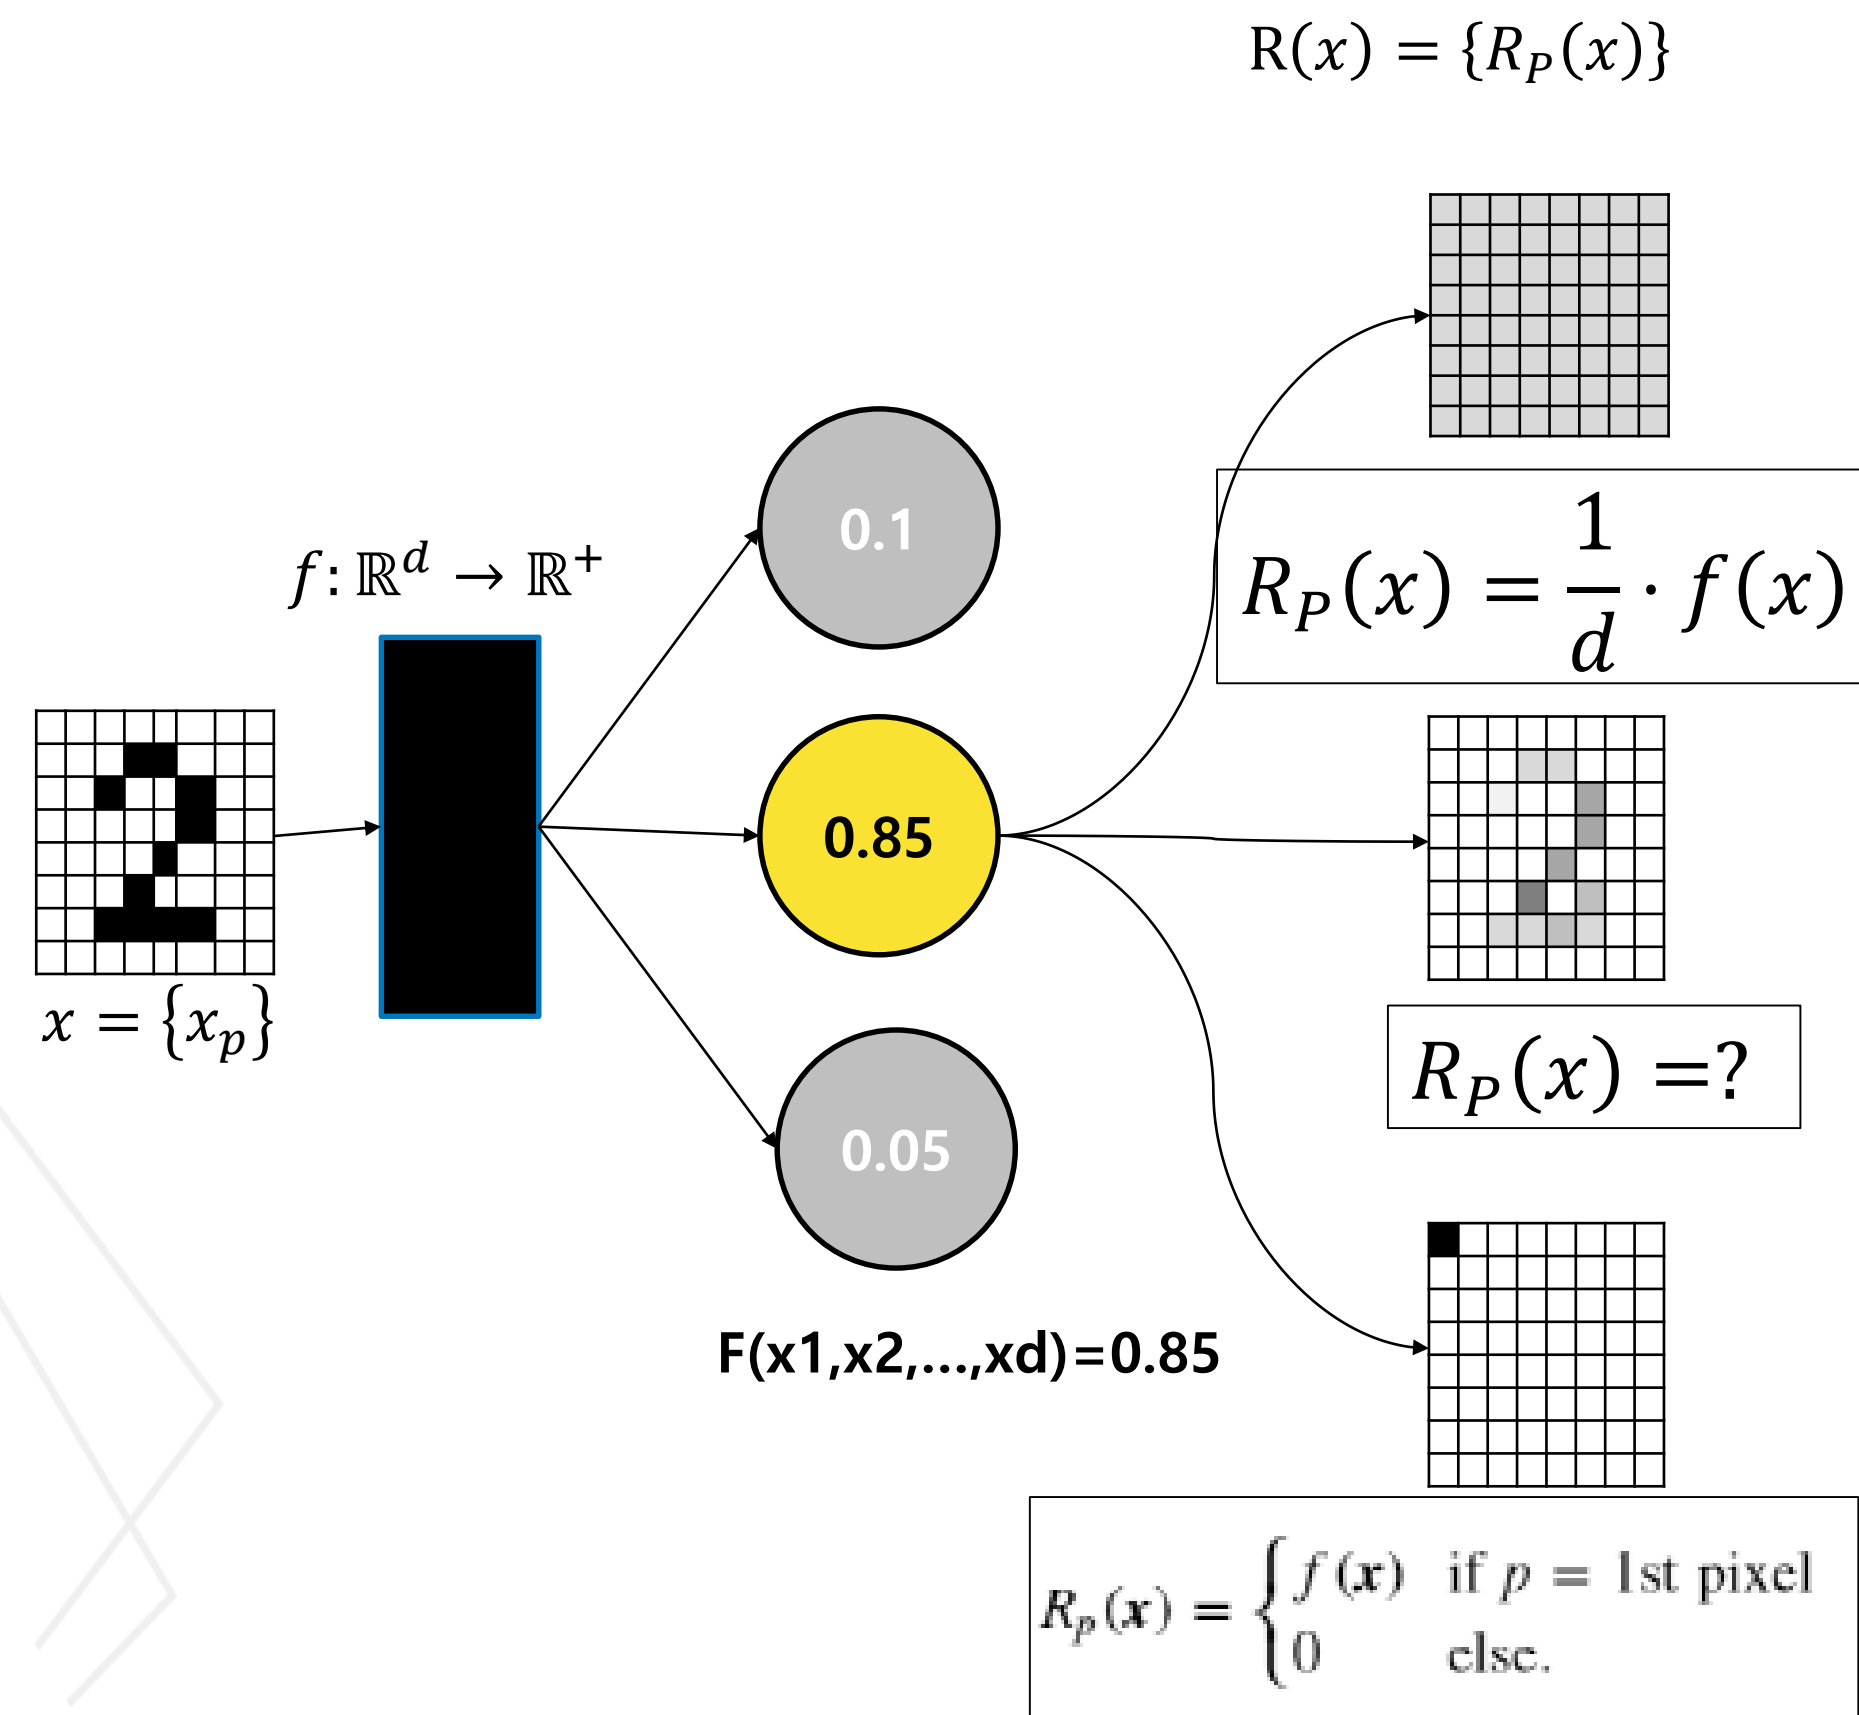 R(x) = {R_P(x)}
0.1
f: ℝ^d → ℝ^+
R_P(x) = 1/d · f(x)
0.85
x = {x_p}
R_P(x) =?
0.05
F(x1,x2,...,xd)=0.85
R_p(x) = { f(x) if p = 1st pixel
0 else.